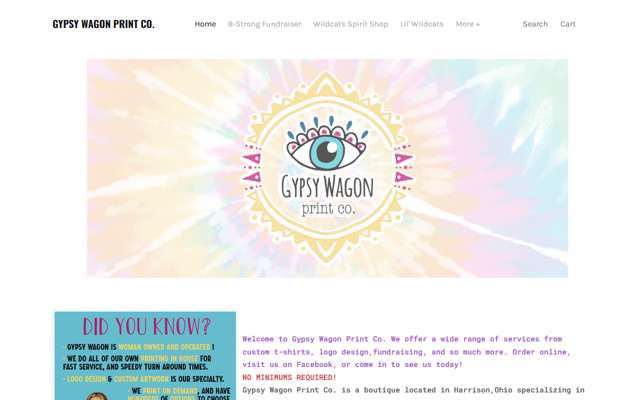 GYPSY WAGON PRINT CO.
Home B-Strong Fundraiser Wildcats Spirit Shop Lil' Wildcats More + Search Cart
GYPSY WAGON
print co.
DID YOU KNOW?
- GYPSY WAGON IS WOMAN OWNED AND OPERATED !
- WE DO ALL OF OUR OWN PRINTING IN HOUSE FOR
FAST SERVICE, AND SPEEDY TURN AROUND TIMES.
- LOGO DESIGN & CUSTOM ARTWORK IS OUR SPECIALTY.
- WE PRINT ON DEMAND, AND HAVE
HUNDREDS OF OPTIONS TO CHOOSE
Welcome to Gypsy Wagon Print Co. We offer a wide range of services from
custom t-shirts, logo design,fundraising, and so much more. Order online,
visit us on Facebook, or come in to see us today!
NO MINIMUMS REQUIRED!
Gypsy Wagon Print Co. is a boutique located in Harrison,Ohio specializing in